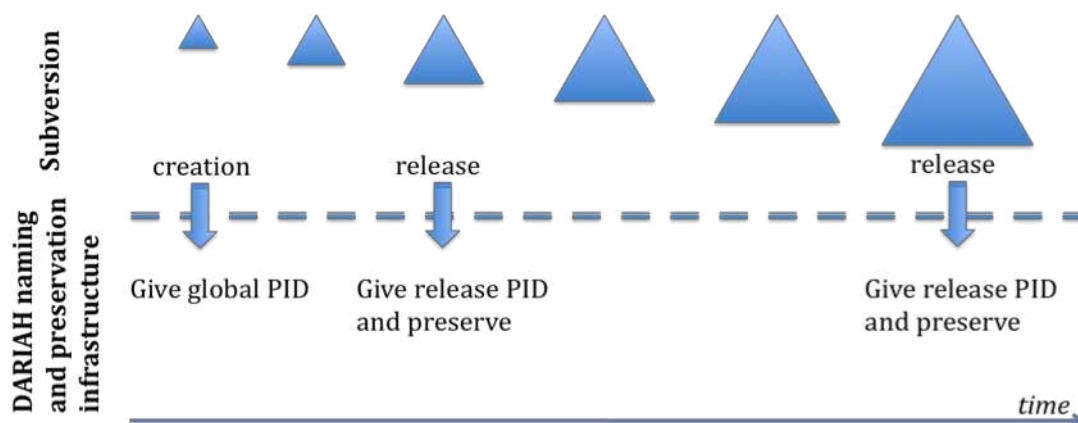 Subversion
creation
release
release
DARIAH naming
and preservation
infrastructure
Give global PID
Give release PID
and preserve
Give release PID
and preserve
time